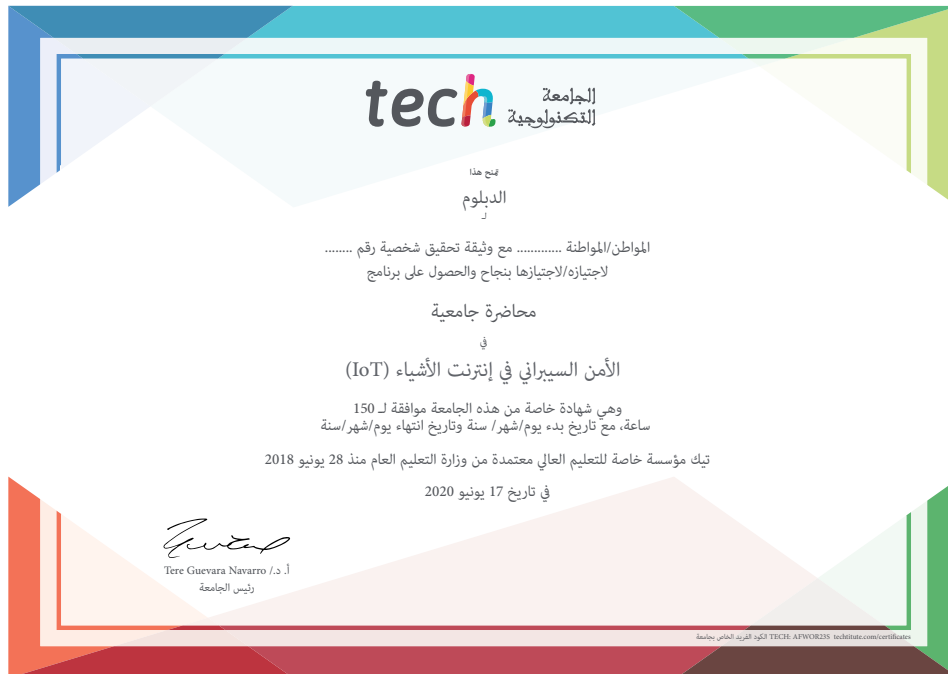 tech الجامعة
التكنولوجية
تمنح هذا
الدبلوم
لـ
المواطن/المواطنة ............. مع وثيقة تحقيق شخصية رقم ........
لاجتيازه/لاجتيازها بنجاح والحصول على برنامج
محاضرة جامعية
في
الأمن السيبراني في إنترنت الأشياء (IoT)
وهي شهادة خاصة من هذه الجامعة موافقة لـ 150
ساعة، مع تاريخ بدء يوم/شهر/ سنة وتاريخ انتهاء يوم/شهر/سنة
تيك مؤسسة خاصة للتعليم العالي معتمدة من وزارة التعليم العام منذ 28 يونيو 2018
في تاريخ 17 يونيو 2020
أ. د./ Tere Guevara Navarro
رئيس الجامعة
الكود الفريد الخاص بجامعة TECH: AFWOR23S techtitute.com/certificates